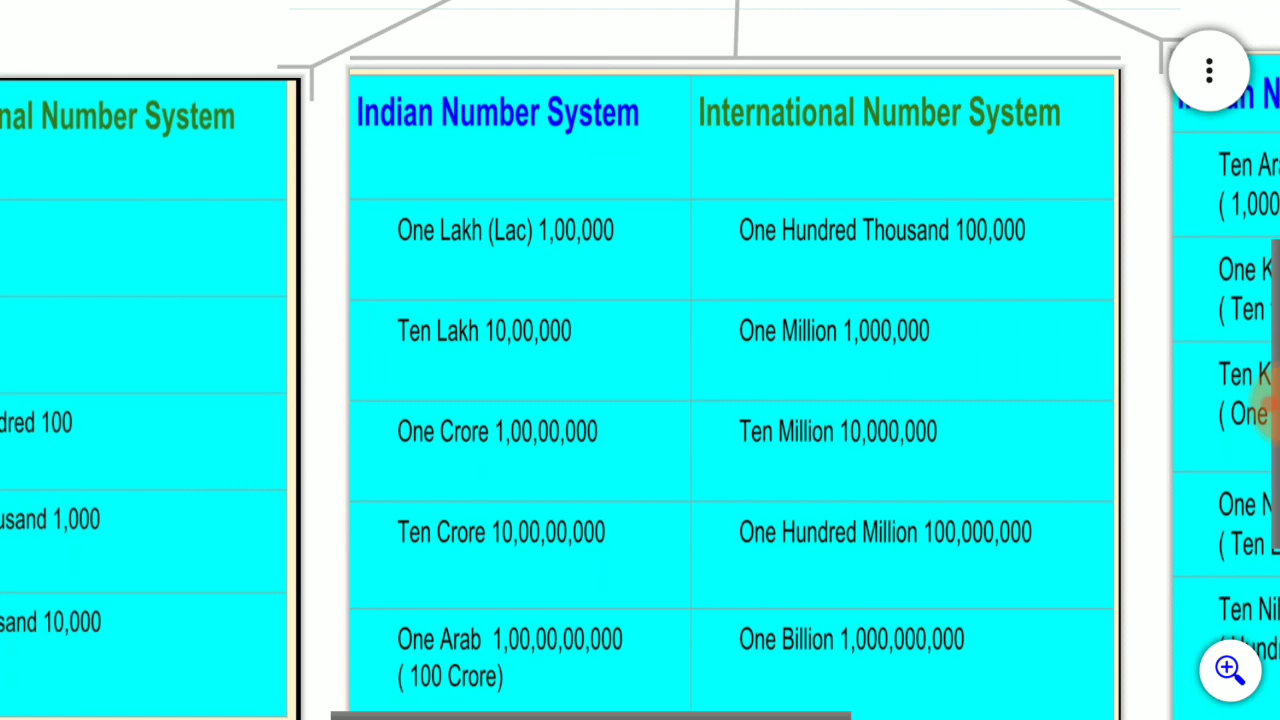 nal Number System
dred 100
usand 1,000
sand 10,000
Indian Number System
International Number System
One Lakh (Lac) 1,00,000
One Hundred Thousand 100,000
Ten Lakh 10,00,000
One Million 1,000,000
One Crore 1,00,00,000
Ten Million 10,000,000
Ten Crore 10,00,00,000
One Hundred Million 100,000,000
One Arab 1,00,00,00,000
( 100 Crore)
One Billion 1,000,000,000
Ten Ar
( 1,000
One K
( Ten
Ten K
( One
One N
( Ten
Ten Nil